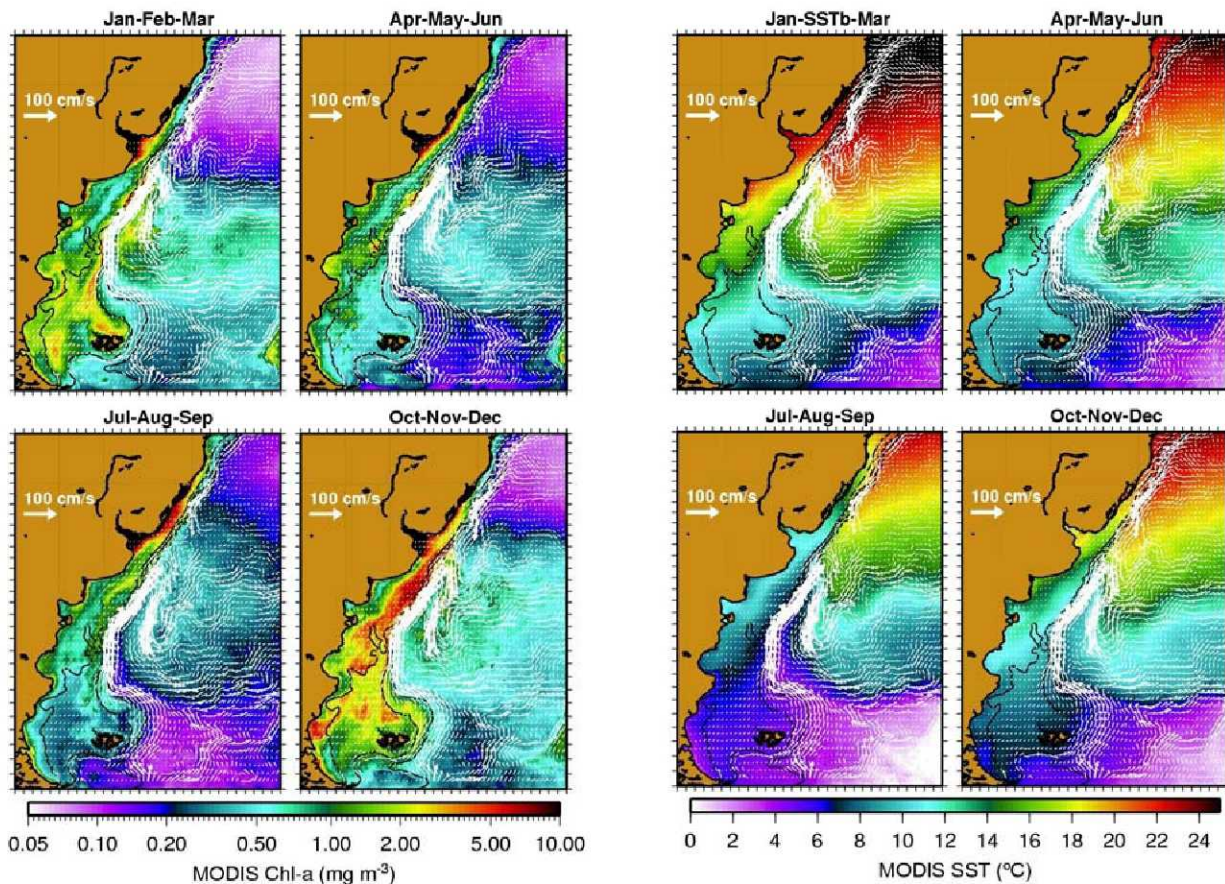 Jan-Feb-Mar
Apr-May-Jun
Jan-SSTb-Mar
Apr-May-Jun
100 cm/s
100 cm/s
100 cm/s
100 cm/s
Jul-Aug-Sep
Oct-Nov-Dec
Jul-Aug-Sep
Oct-Nov-Dec
100 cm/s
100 cm/s
100 cm/s
100 cm/s
0.05 0.10 0.20 0.50 1.00 2.00 5.00 10.00
MODIS Chl-a (mg m⁻³)
0 2 4 6 8 10 12 14 16 18 20 22 24
MODIS SST (ºC)